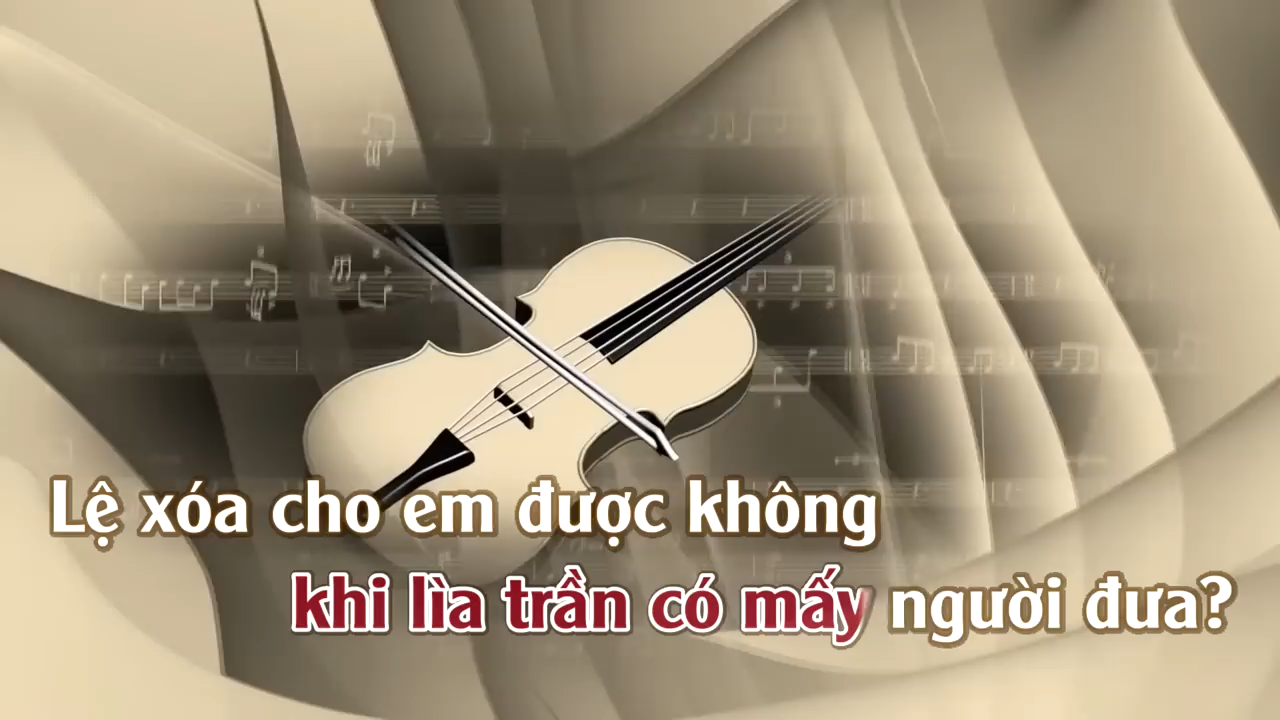 Lệ xóa cho em được không
khi lìa trần có mấy người đưa?